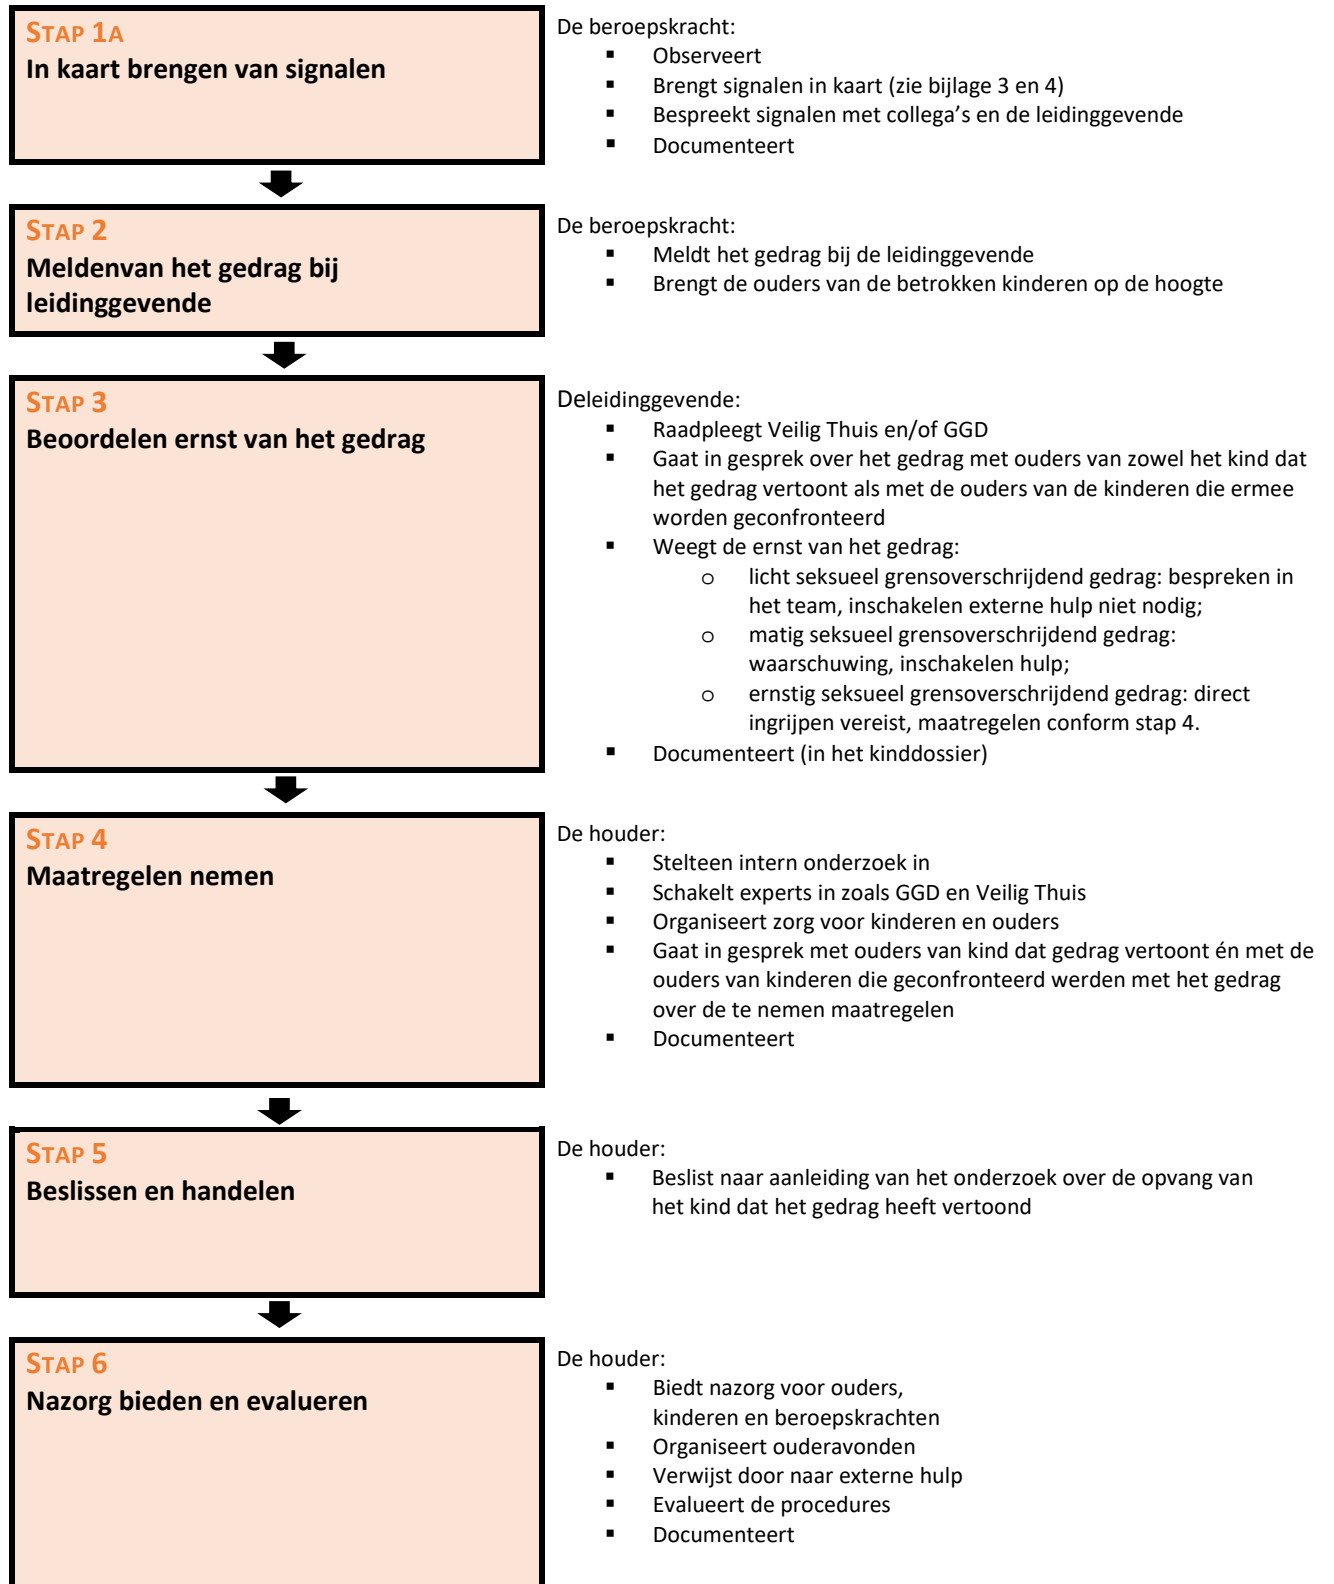 STAP 1A
In kaart brengen van signalen
De beroepskracht:
▪ Observeert
▪ Brengt signalen in kaart (zie bijlage 3 en 4)
▪ Bespreekt signalen met collega’s en de leidinggevende
▪ Documenteert
STAP 2
Meldenvan het gedrag bij
leidinggevende
De beroepskracht:
▪ Meldt het gedrag bij de leidinggevende
▪ Brengt de ouders van de betrokken kinderen op de hoogte
STAP 3
Beoordelen ernst van het gedrag
Deleidinggevende:
▪ Raadpleegt Veilig Thuis en/of GGD
▪ Gaat in gesprek over het gedrag met ouders van zowel het kind dat
het gedrag vertoont als met de ouders van de kinderen die ermee
worden geconfronteerd
▪ Weegt de ernst van het gedrag:
o licht seksueel grensoverschrijdend gedrag: bespreken in
het team, inschakelen externe hulp niet nodig;
o matig seksueel grensoverschrijdend gedrag:
waarschuwing, inschakelen hulp;
o ernstig seksueel grensoverschrijdend gedrag: direct
ingrijpen vereist, maatregelen conform stap 4.
▪ Documenteert (in het kinddossier)
STAP 4
Maatregelen nemen
De houder:
▪ Stelteen intern onderzoek in
▪ Schakelt experts in zoals GGD en Veilig Thuis
▪ Organiseert zorg voor kinderen en ouders
▪ Gaat in gesprek met ouders van kind dat gedrag vertoont én met de
ouders van kinderen die geconfronteerd werden met het gedrag
over de te nemen maatregelen
▪ Documenteert
STAP 5
Beslissen en handelen
De houder:
▪ Beslist naar aanleiding van het onderzoek over de opvang van
het kind dat het gedrag heeft vertoond
STAP 6
Nazorg bieden en evalueren
De houder:
▪ Biedt nazorg voor ouders,
kinderen en beroepskrachten
▪ Organiseert ouderavonden
▪ Verwijst door naar externe hulp
▪ Evalueert de procedures
▪ Documenteert